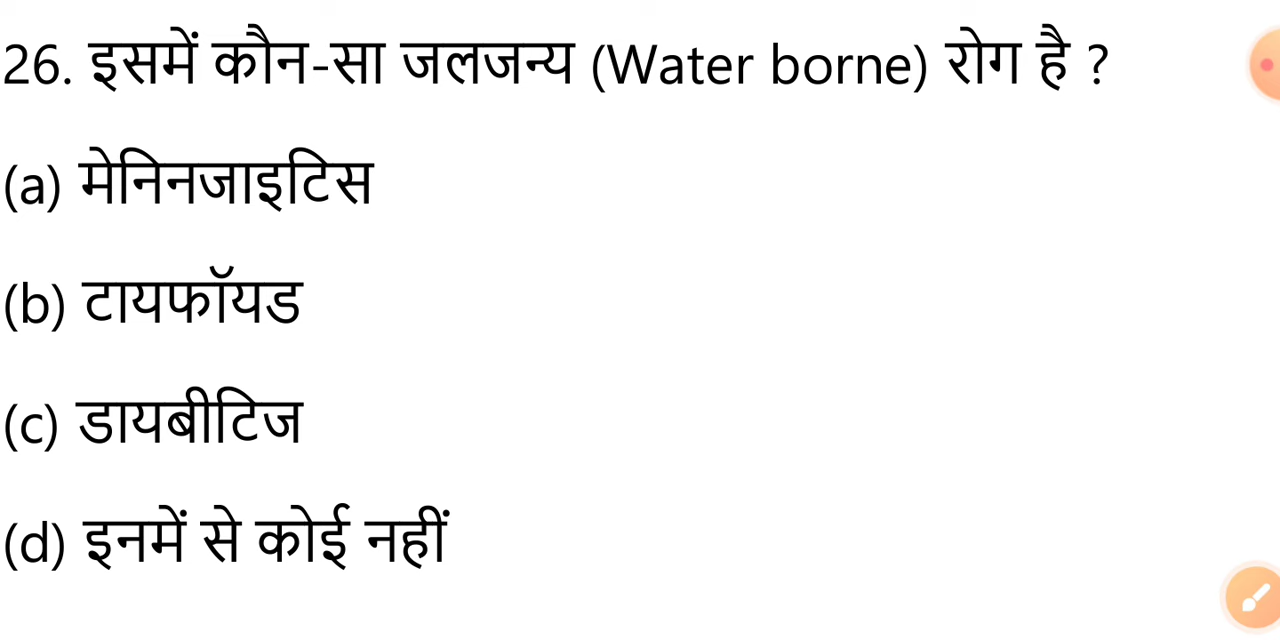 26. इसमें कौन-सा जलजन्य (Water borne) रोग है ?
(a) मेनिनजाइटिस
(b) टायफॉयड
(c) डायबीटिज
(d) इनमें से कोई नहीं